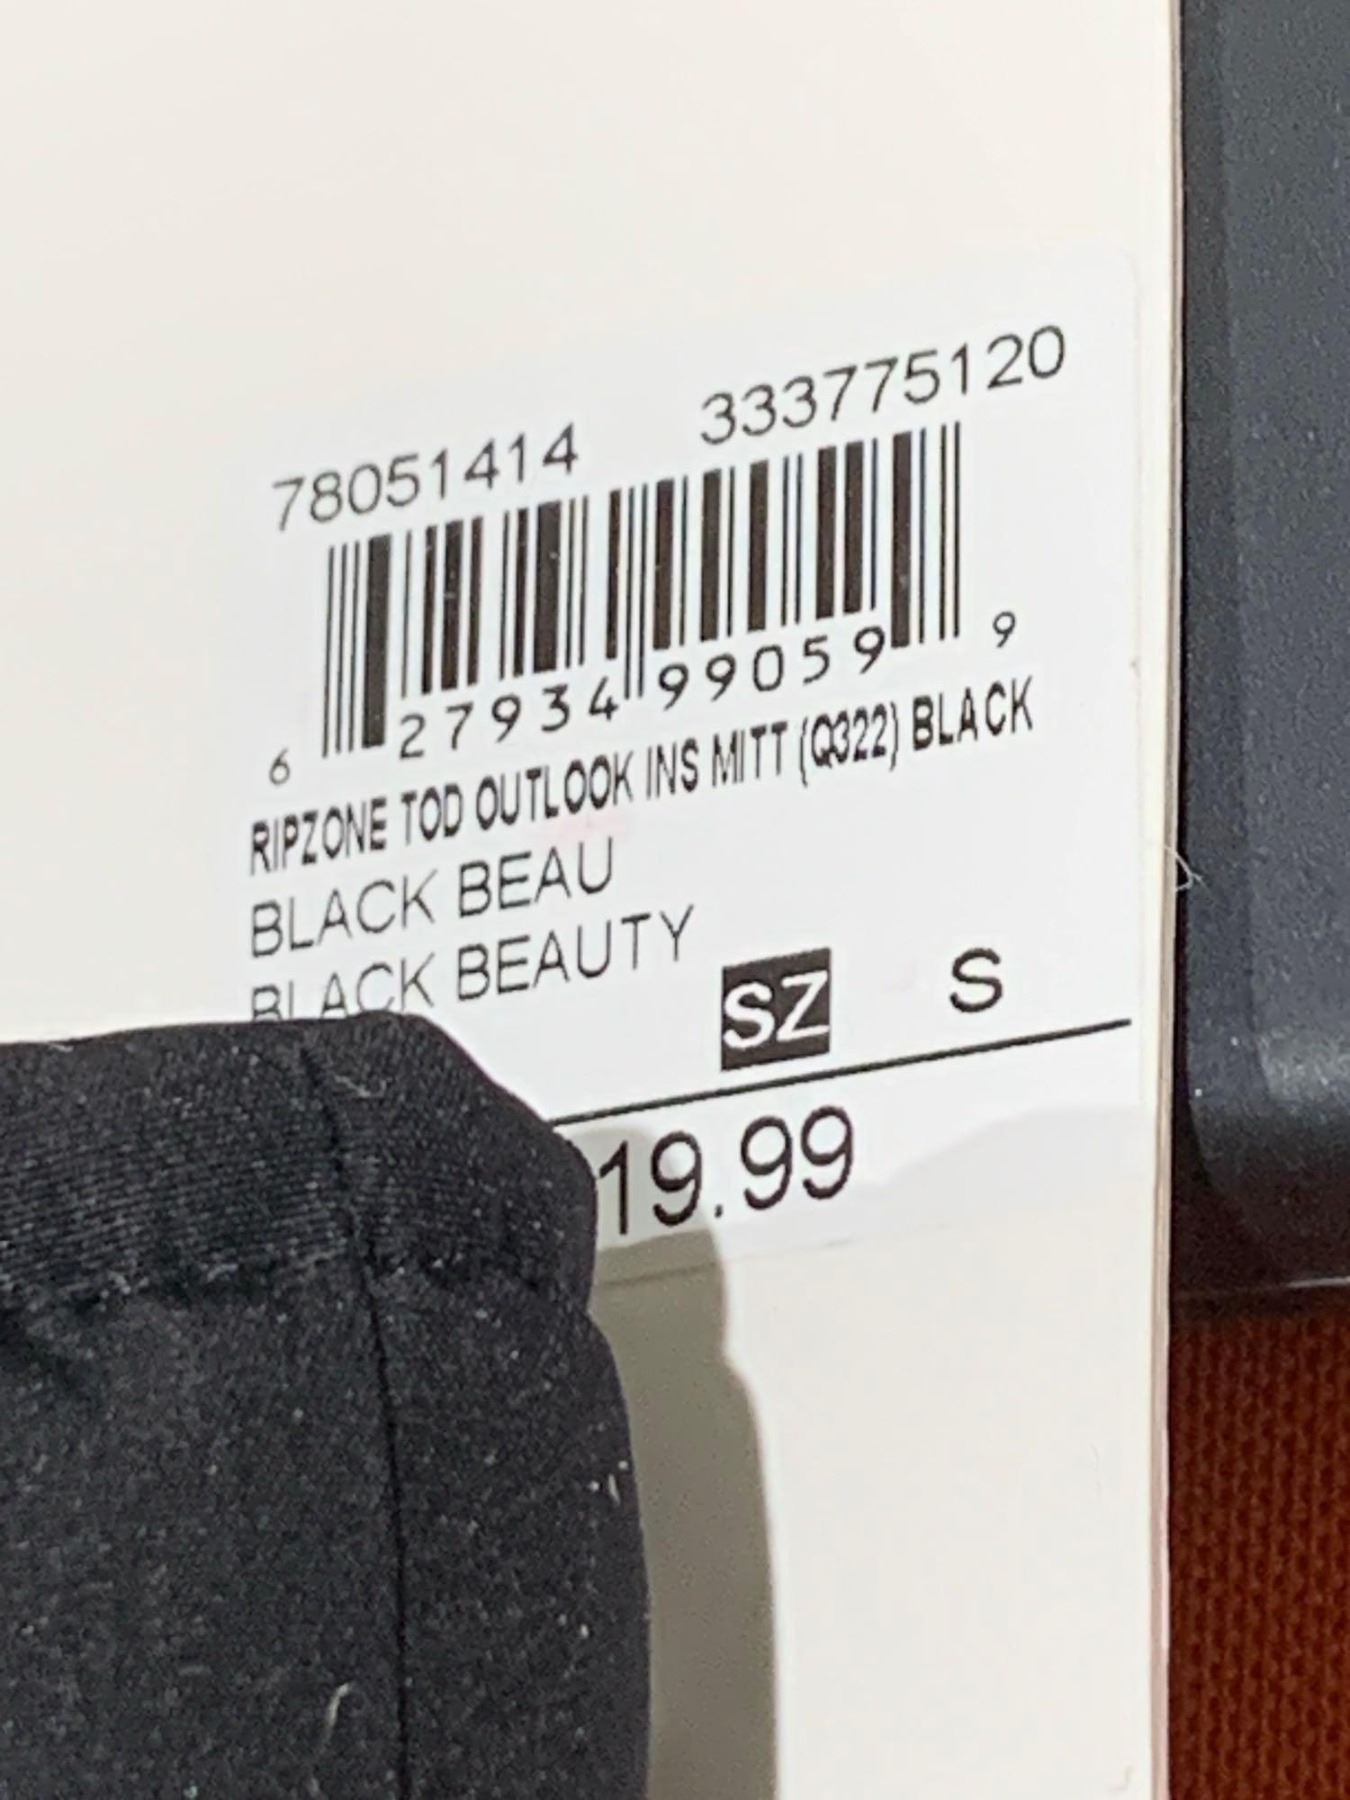 78051414 333775120
6 27934 99059 9
RIPZONE TOD OUTLOOK INS MITT (Q322) BLACK
BLACK BEAU
BLACK BEAUTY
BLACK
SZ S
19.99